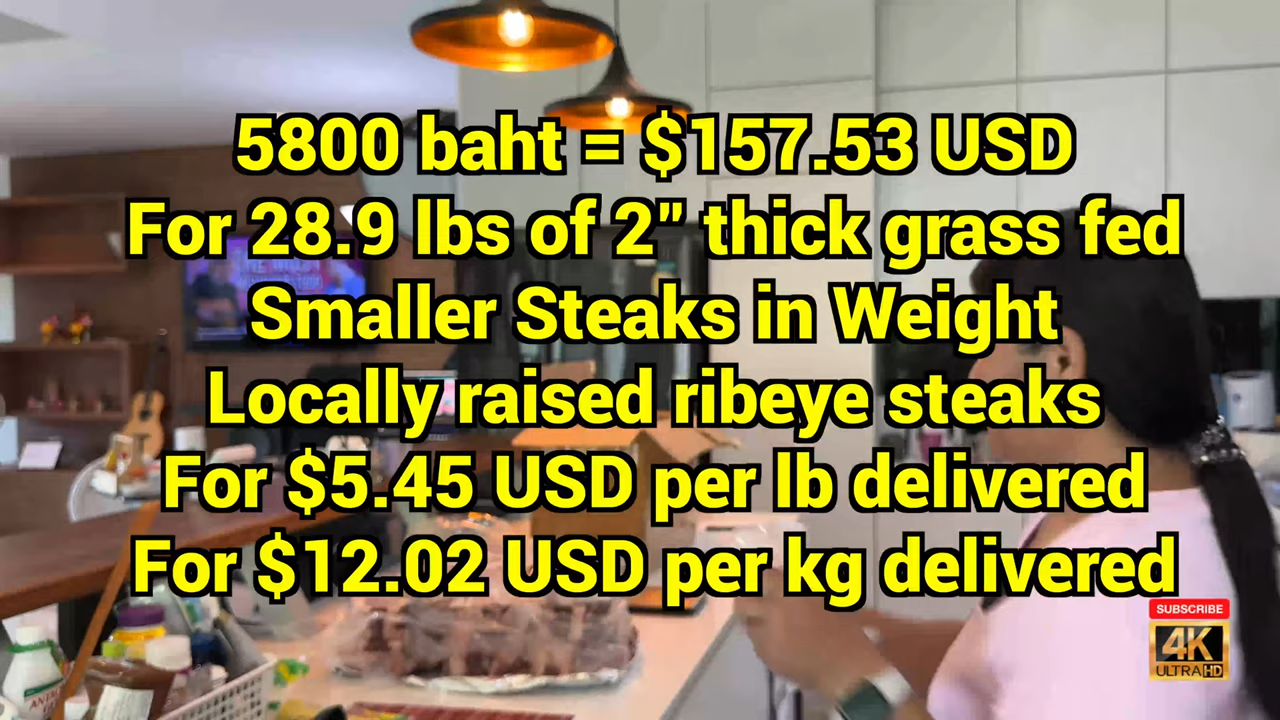 5800 baht = $157.53 USD
For 28.9 lbs of 2” thick grass fed
Smaller Steaks in Weight
Locally raised ribeye steaks
For $5.45 USD per lb delivered
For $12.02 USD per kg delivered
SUBSCRIBE
4K
ULTRA HD